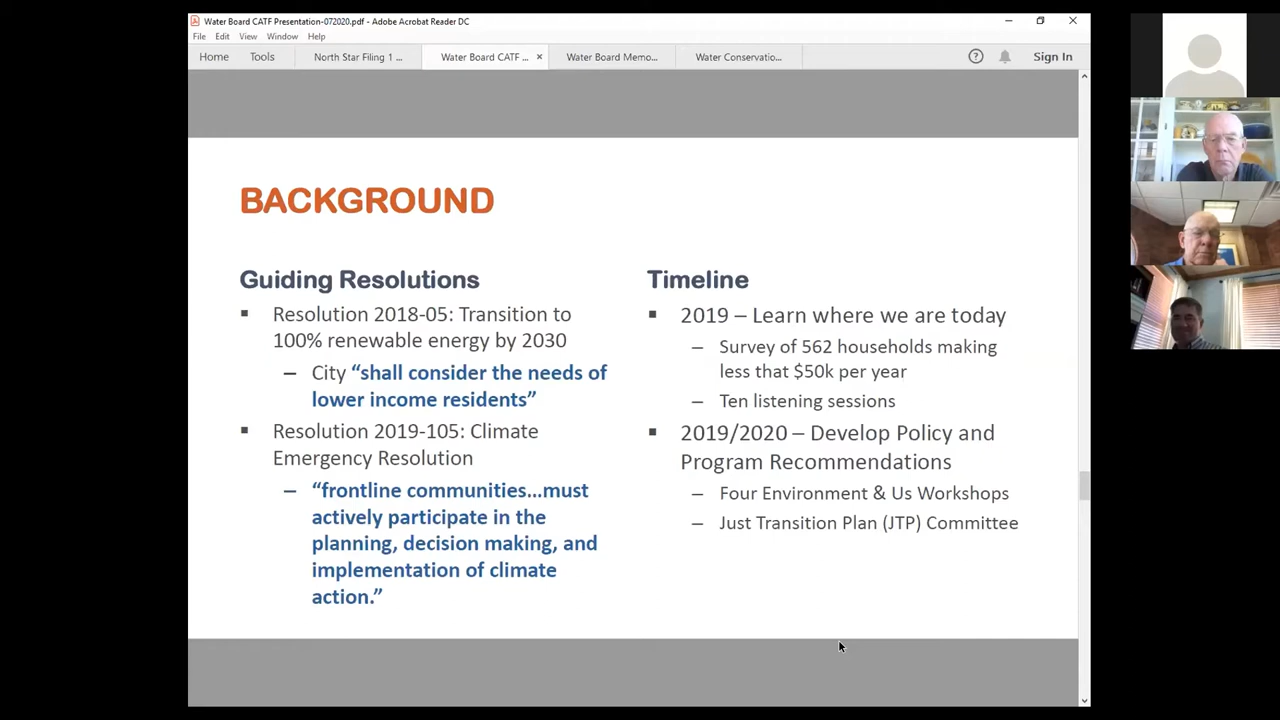 Water Board CATF Presentation-072020.pdf - Adobe Acrobat Reader DC
File Edit View Window Help
Home Tools North Star Filing 1 ... Water Board CATF ... × Water Board Memo... Water Conservatio... ? Sign In
BACKGROUND
Guiding Resolutions
▪ Resolution 2018-05: Transition to
100% renewable energy by 2030
– City “shall consider the needs of
lower income residents”
▪ Resolution 2019-105: Climate
Emergency Resolution
– “frontline communities...must
actively participate in the
planning, decision making, and
implementation of climate
action.”
Timeline
▪ 2019 – Learn where we are today
– Survey of 562 households making
less that $50k per year
– Ten listening sessions
▪ 2019/2020 – Develop Policy and
Program Recommendations
– Four Environment & Us Workshops
– Just Transition Plan (JTP) Committee